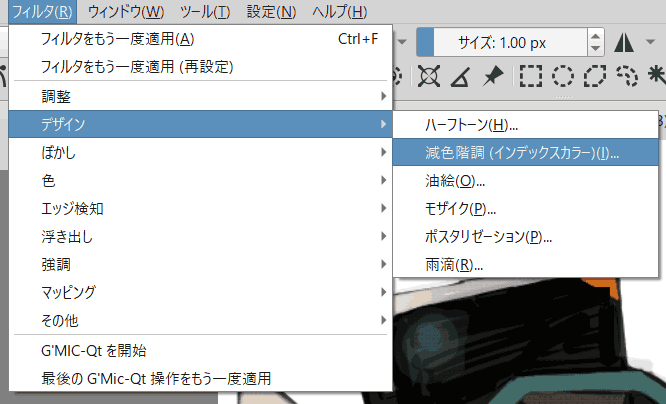 フィルタ(R) ウィンドウ(W) ツール(T) 設定(N) ヘルプ(H)
フィルタをもう一度適用(A) Ctrl+F
サイズ: 1.00 px
フィルタをもう一度適用 (再設定)
調整
デザイン
ハーフトーン(H)...
ぼかし
減色階調 (インデックスカラー)(I)...
色
油絵(O)...
エッジ検知
モザイク(P)...
浮き出し
ポスタリゼーション(P)...
強調
雨滴(R)...
マッピング
その他
G'MIC-Qt を開始
最後の G'Mic-Qt 操作をもう一度適用